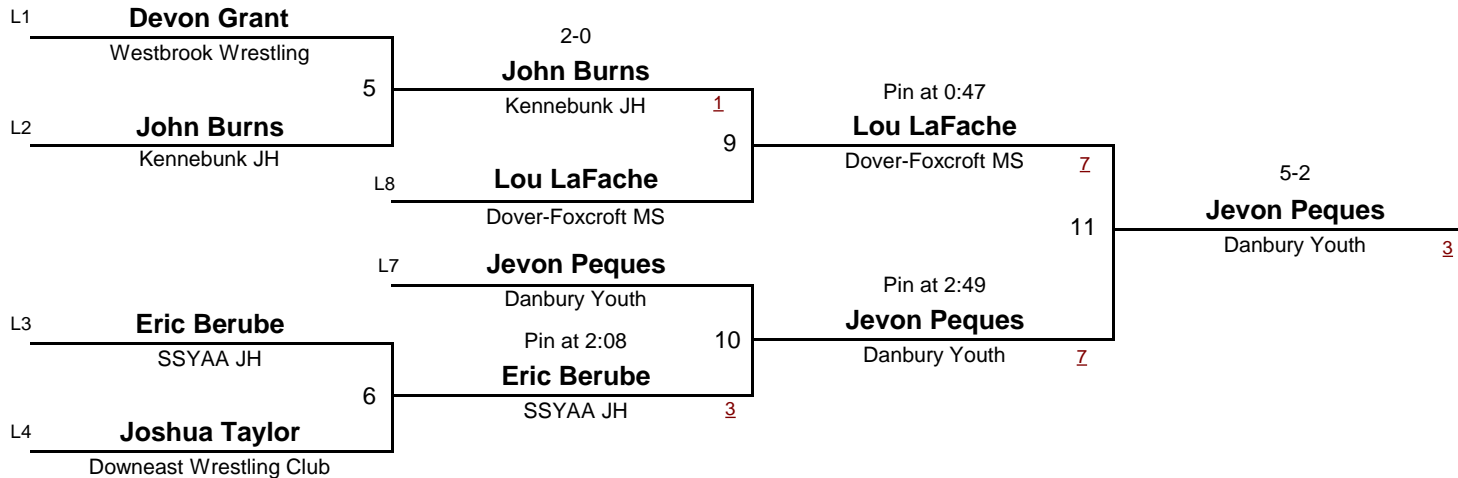 L1
Devon Grant
Westbrook Wrestling
5
L2
John Burns
Kennebunk JH
2-0
John Burns
Kennebunk JH
1
9
L8
Lou LaFache
Dover-Foxcroft MS
Pin at 0:47
Lou LaFache
Dover-Foxcroft MS
7
11
5-2
Jevon Peques
Danbury Youth
3
L7
Jevon Peques
Danbury Youth
10
Pin at 2:49
Jevon Peques
Danbury Youth
7
L3
Eric Berube
SSYAA JH
6
Pin at 2:08
Eric Berube
SSYAA JH
3
L4
Joshua Taylor
Downeast Wrestling Club